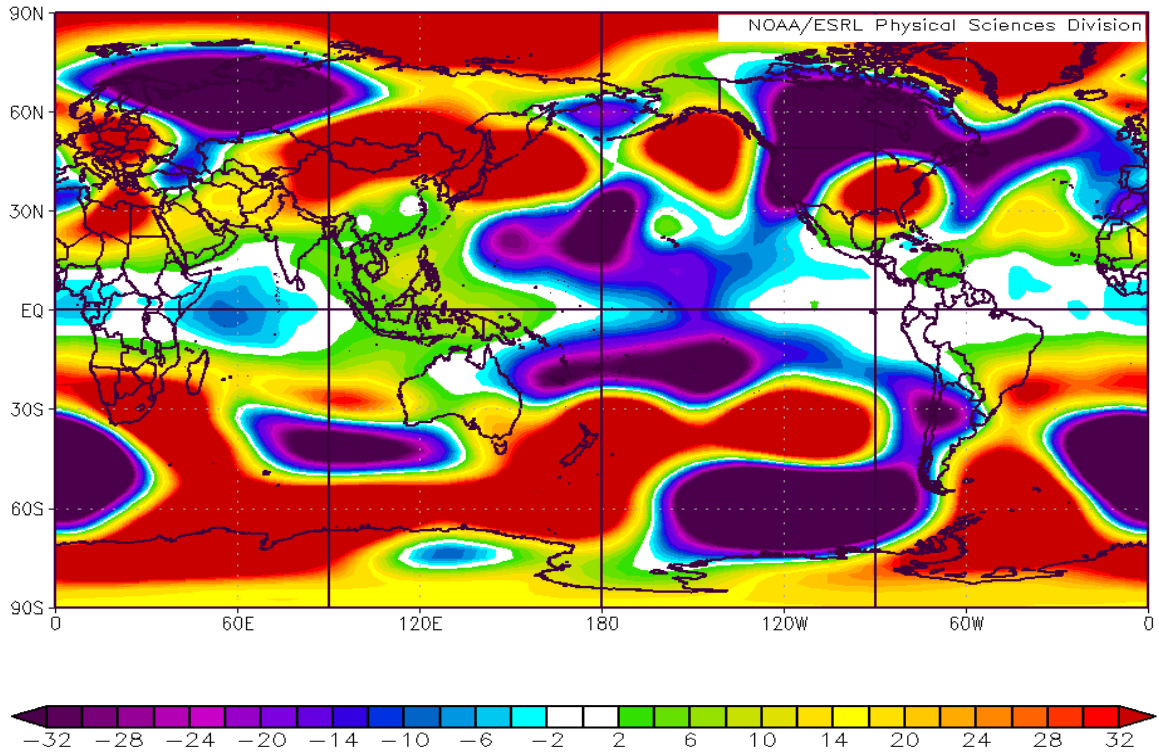 90N
NOAA/ESRL Physical Sciences Division
60N
30N
EQ
30S
60S
90S
0 60E 120E 180 120W 60W 0
−32 −28 −24 −20 −14 −10 −6 −2 2 6 10 14 20 24 28 32